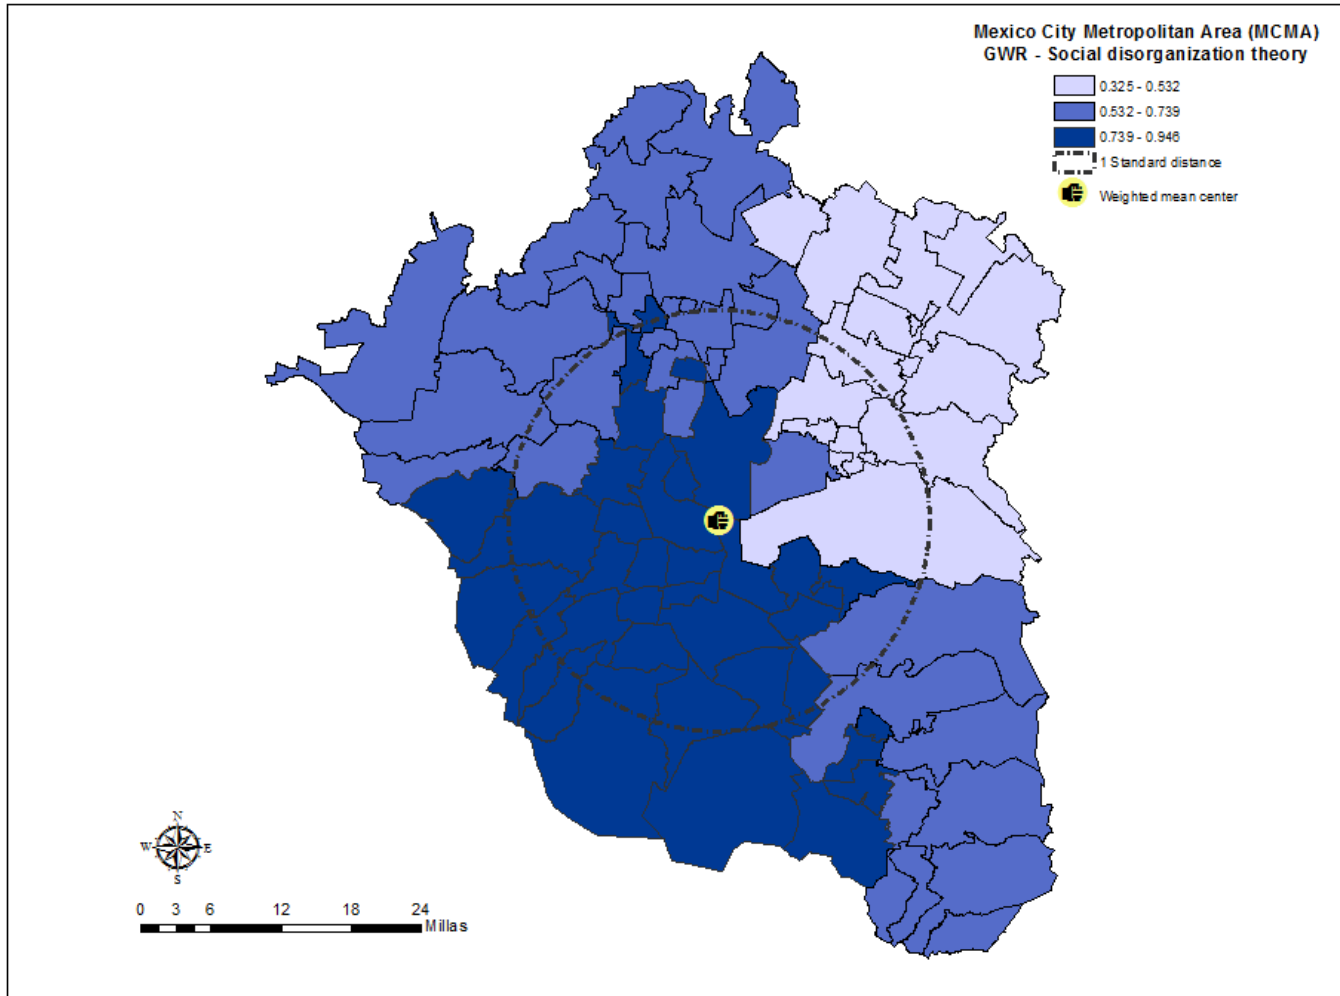 Mexico City Metropolitan Area (MCMA)
GWR - Social disorganization theory
0.325 - 0.532
0.532 - 0.739
0.739 - 0.946
1 Standard distance
Weighted mean center
N
W E
S
0 3 6 12 18 24
Millas